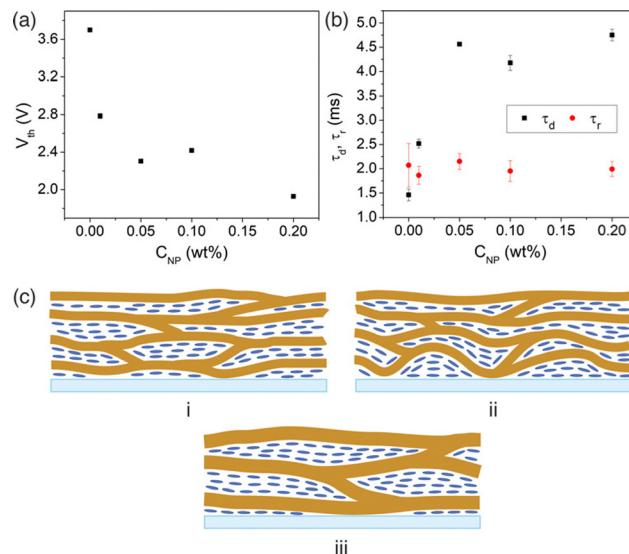 (a)
3.6
3.2
2.8
2.4
2.0
V_th (V)
0.00 0.05 0.10 0.15 0.20
C_NP (wt%)
(b)
5.0
4.5
4.0
3.5
3.0
2.5
2.0
1.5
1.0
τ_d, τ_r (ms)
τ_d
τ_r
0.00 0.05 0.10 0.15 0.20
C_NP (wt%)
(c)
i
ii
iii